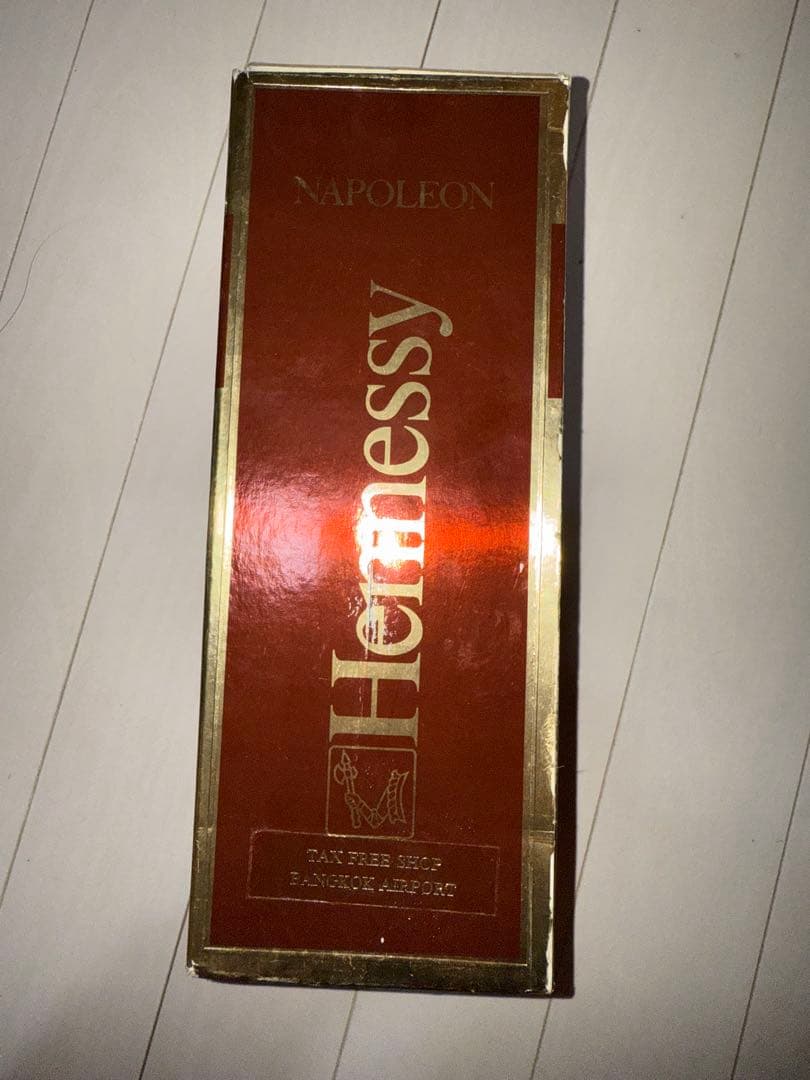 NAPOLEON
Hennessy
TAX FREE SHOP
BANGKOK AIRPORT